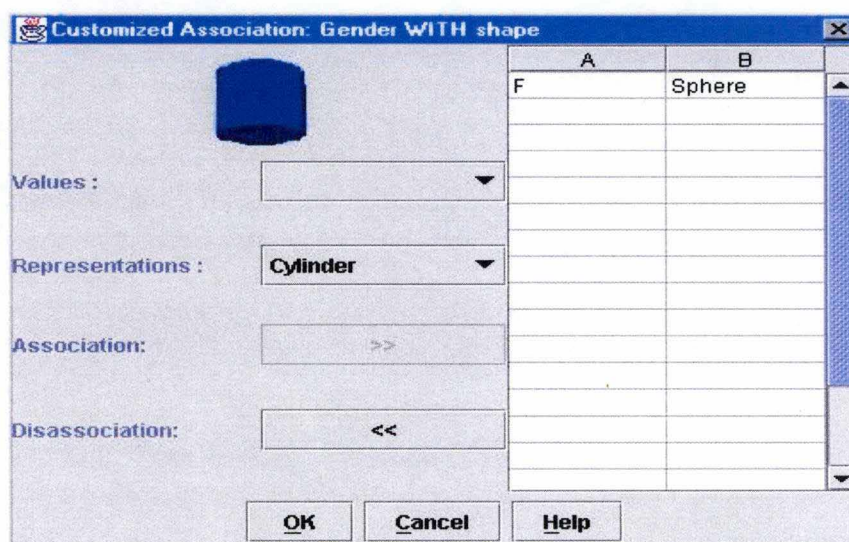 Customized Association: Gender WITH shape
A B
F Sphere
Values :
Representations : Cylinder
Association: >>
Disassociation: <<
OK Cancel Help